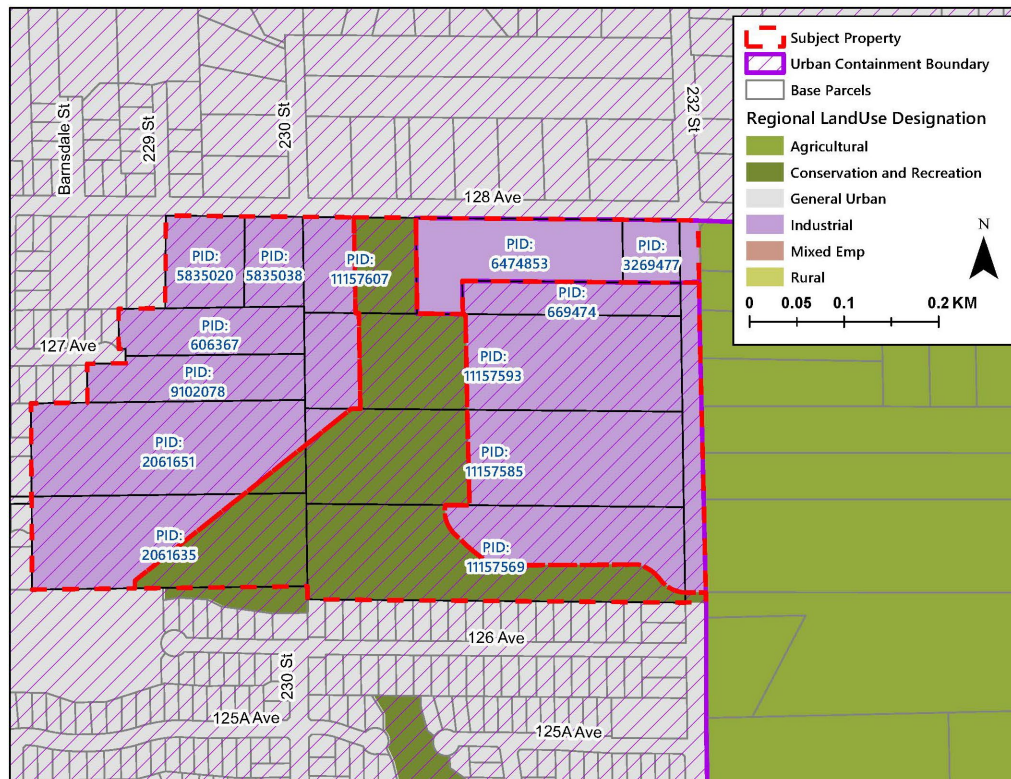 Subject Property
Urban Containment Boundary
Base Parcels
Regional LandUse Designation
Agricultural
Conservation and Recreation
General Urban
Industrial
Mixed Emp
Rural
0 0.05 0.1 0.2 KM
N
Barnsdale St
229 St
230 St
232 St
128 Ave
PID:
5835020
PID:
5835038
PID:
11157607
PID:
6474853
PID:
3269477
PID:
669474
127 Ave
PID:
606367
PID:
9102078
PID:
11157593
PID:
2061651
PID:
11157585
PID:
2061635
PID:
11157569
126 Ave
230 St
125A Ave
125A Ave